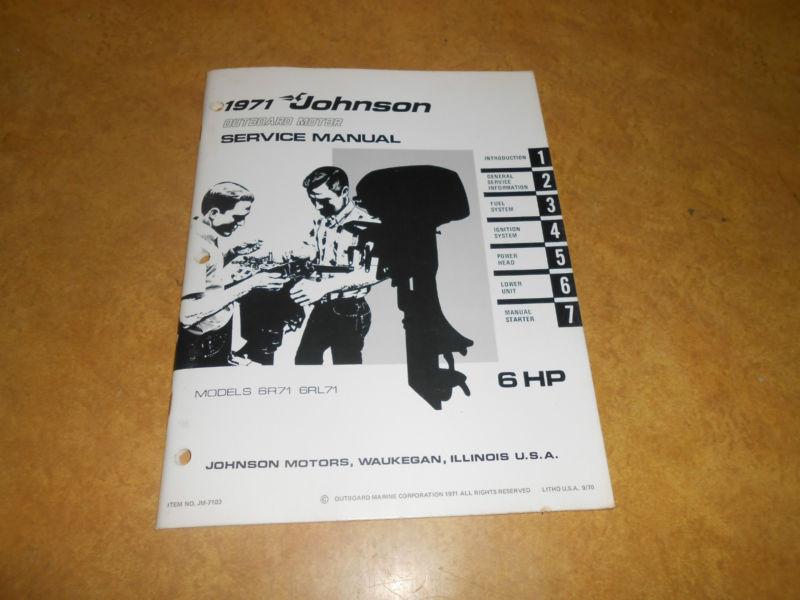 1971 Johnson
OUTBOARD MOTOR
SERVICE MANUAL
INTRODUCTION 1
GENERAL
SERVICE
INFORMATION 2
FUEL
SYSTEM 3
IGNITION
SYSTEM 4
POWER
HEAD 5
LOWER
UNIT 6
MANUAL
STARTER 7
MODELS 6R71 6RL71
6 HP
JOHNSON MOTORS, WAUKEGAN, ILLINOIS U.S.A.
ITEM NO. JM-7103
© OUTBOARD MARINE CORPORATION 1971 ALL RIGHTS RESERVED
LITHO U.S.A. 9/70